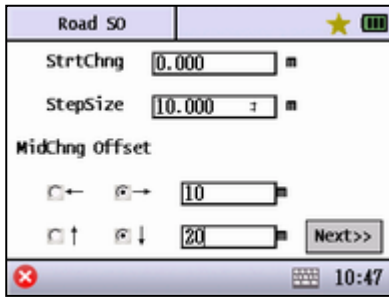 Road SO
StrtChng 0.000 m
StepSize 10.000 m
MidChng Offset
← → 10 m
↑ ↓ 20 m Next>>
10:47